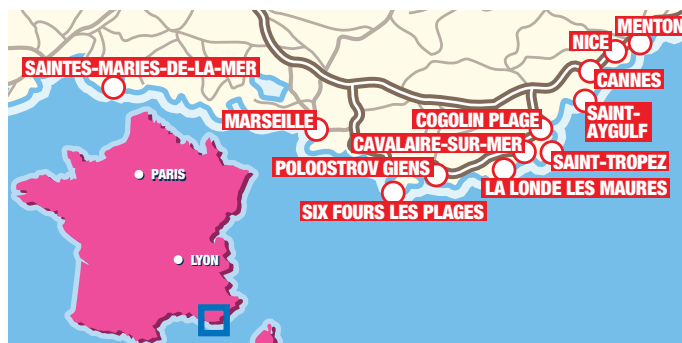 MENTON
NICE
SAINTES-MARIES-DE-LA-MER
CANNES
SAINT-
AYGULF
MARSEILLE
COGOLIN PLAGE
CAVALAIRE-SUR-MER
SAINT-TROPEZ
POLOOSTROV GIENS
LA LONDE LES MAURES
SIX FOURS LES PLAGES
PARIS
LYON